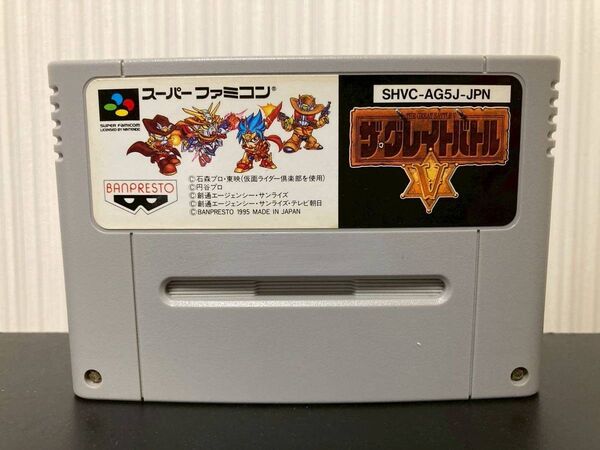 SUPER FAMICOM
LICENSED BY NINTENDO
スーパーファミコン®
BANPRESTO
©石森プロ・東映(仮面ライダー倶楽部を使用)
©円谷プロ
©創通エージェンシー・サンライズ
©創通エージェンシー・サンライズ・テレビ朝日
©BANPRESTO 1995 MADE IN JAPAN
SHVC-AG5J-JPN
THE GREAT BATTLE V
ザ・グレイトバトル
V